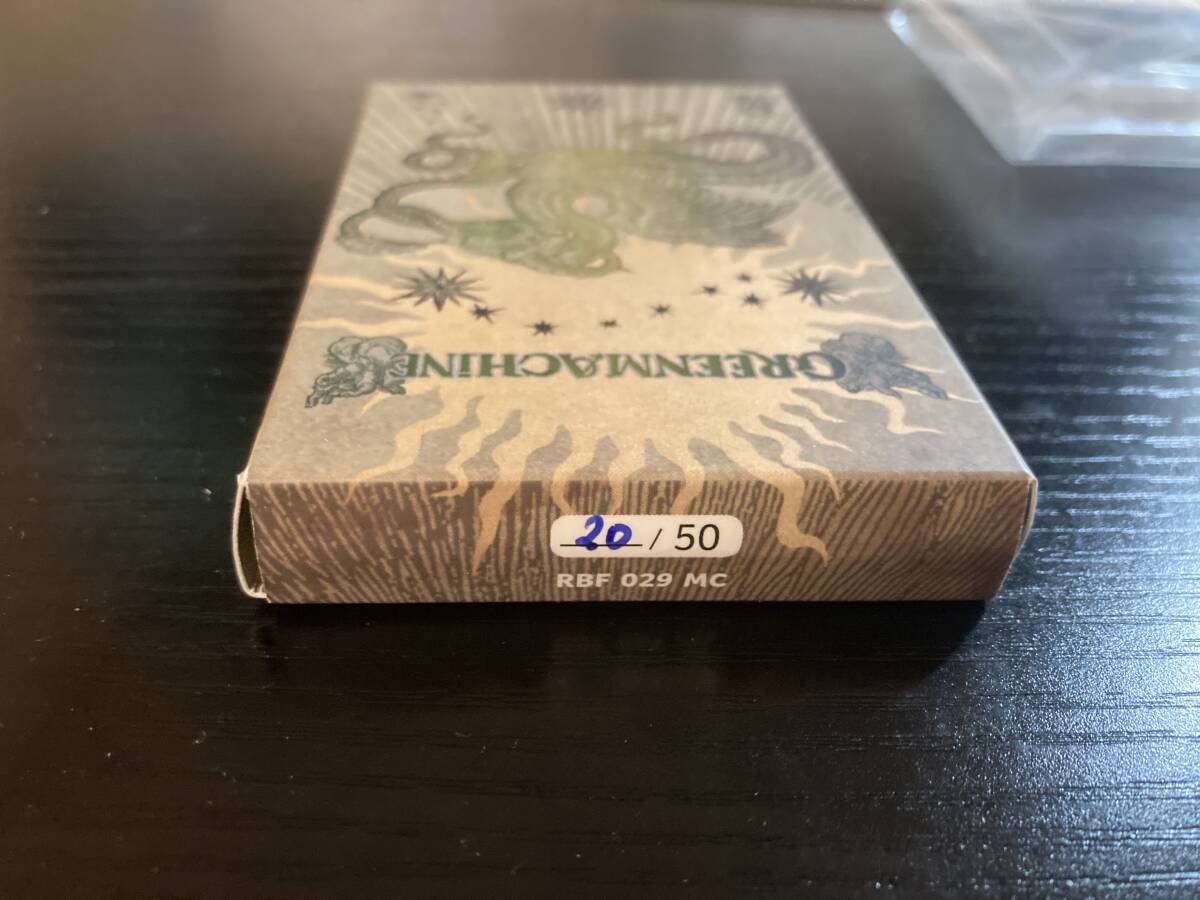 GREENMACHiNE
20 / 50
RBF 029 MC